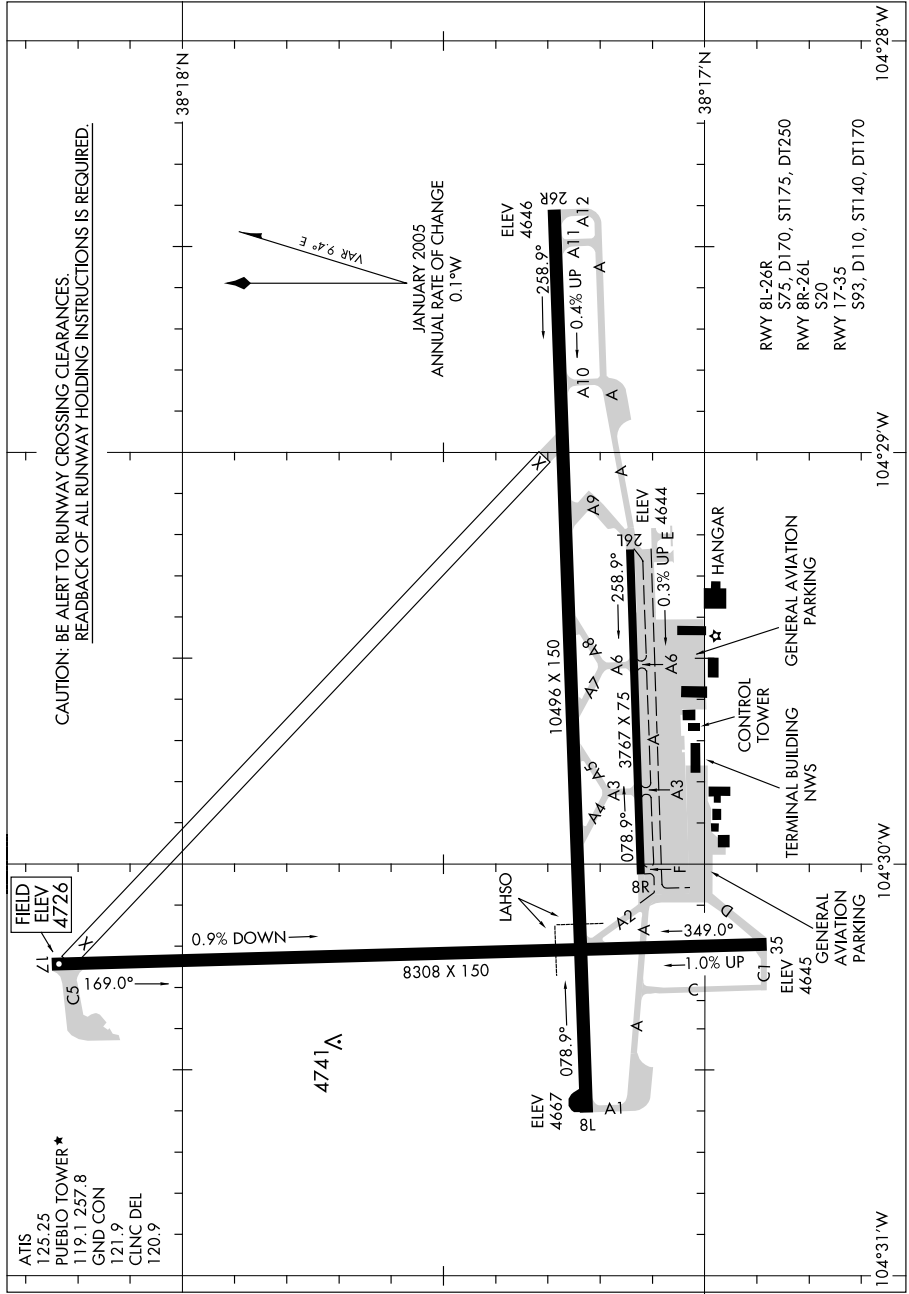 ATIS
125.25
PUEBLO TOWER★
119.1 257.8
GND CON
121.9
CLNC DEL
120.9
CAUTION: BE ALERT TO RUNWAY CROSSING CLEARANCES.
READBACK OF ALL RUNWAY HOLDING INSTRUCTIONS IS REQUIRED.
FIELD
ELEV
4726
17
X
C5
169.0°
0.9% DOWN
8308 X 150
4741
38°18'N
VAR 9.4° E
JANUARY 2005
ANNUAL RATE OF CHANGE
0.1°W
X
LAHSO
ELEV
4667
8L
078.9°
A1
10496 X 150
258.9°
ELEV
4646
26R
0.4% UP
A12
A11
A10
A
A
A
A9
A8
A7
A6
A5
A4
A3
A2
A
A
8R
078.9°
3767 X 75
258.9°
26L
ELEV
4644
E
0.3% UP
A
A3
A6
F
D
349.0°
1.0% UP
C
C1
35
ELEV
4645
GENERAL
AVIATION
PARKING
TERMINAL BUILDING
NWS
CONTROL
TOWER
GENERAL AVIATION
PARKING
HANGAR
38°17'N
RWY 8L-26R
S75, D170, ST175, DT250
RWY 8R-26L
S20
RWY 17-35
S93, D110, ST140, DT170
104°31'W
104°30'W
104°29'W
104°28'W